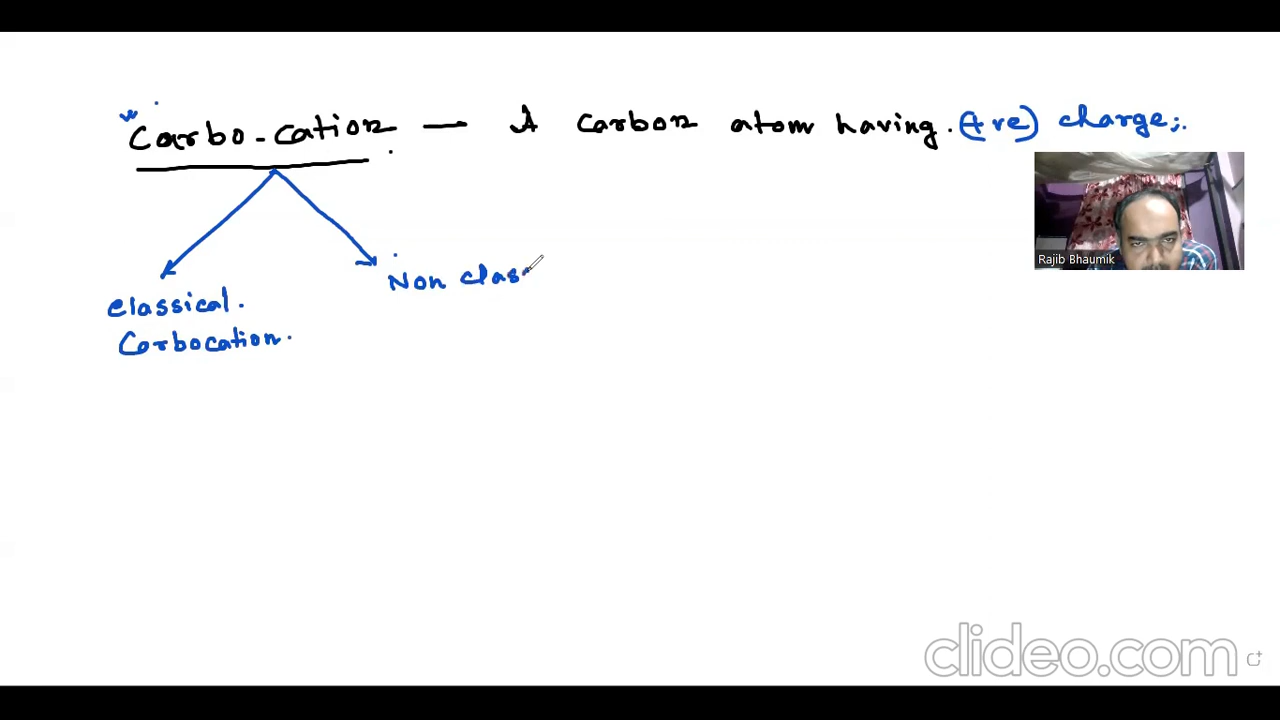 Carbo-cation — A carbon atom having (+ve) charge;.
Rajib Bhaumik
Non clas
classical.
Carbocation.
clideo.com